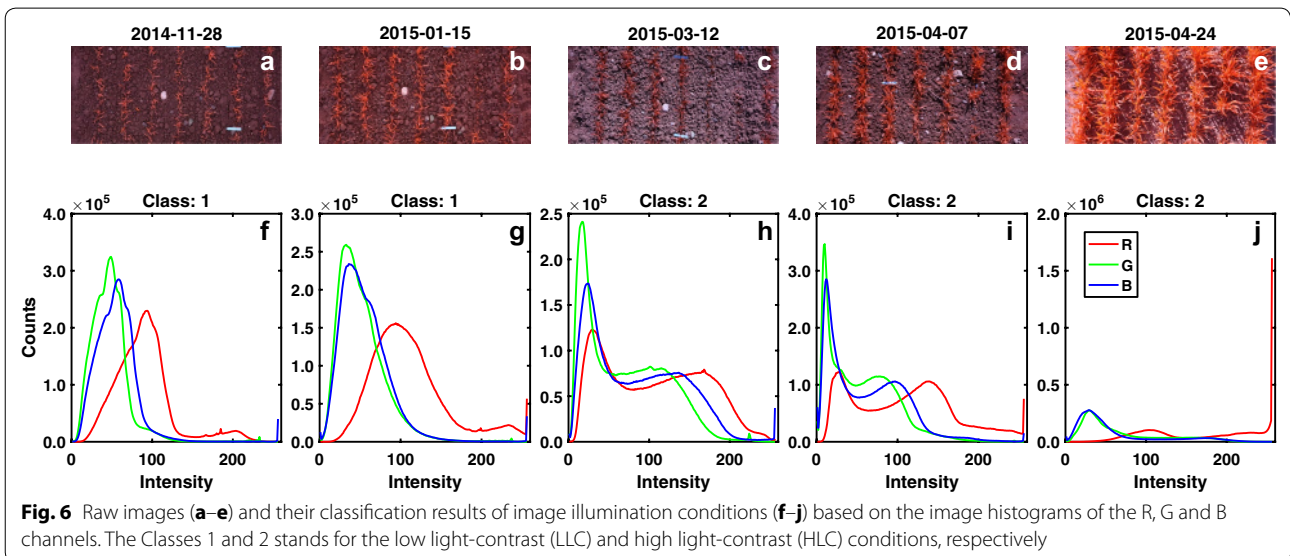 2014-11-28 2015-01-15 2015-03-12 2015-04-07 2015-04-24
a b c d e
Class: 1 Class: 1 Class: 2 Class: 2 Class: 2
× 10⁵ × 10⁵ × 10⁵ × 10⁵ × 10⁶
f g h i j
Counts
4.0
3.0
2.0
1.0
0.0
0 100 200
Intensity
3.0
2.5
2.0
1.5
1.0
0.5
0.0
0 100 200
Intensity
2.5
2.0
1.5
1.0
0.5
0.0
0 100 200
Intensity
4.0
3.0
2.0
1.0
0.0
0 100 200
Intensity
2.0
1.5
1.0
0.5
0.0
0 100 200
Intensity
R
G
B
Fig. 6 Raw images (a–e) and their classification results of image illumination conditions (f–j) based on the image histograms of the R, G and B
channels. The Classes 1 and 2 stands for the low light-contrast (LLC) and high light-contrast (HLC) conditions, respectively